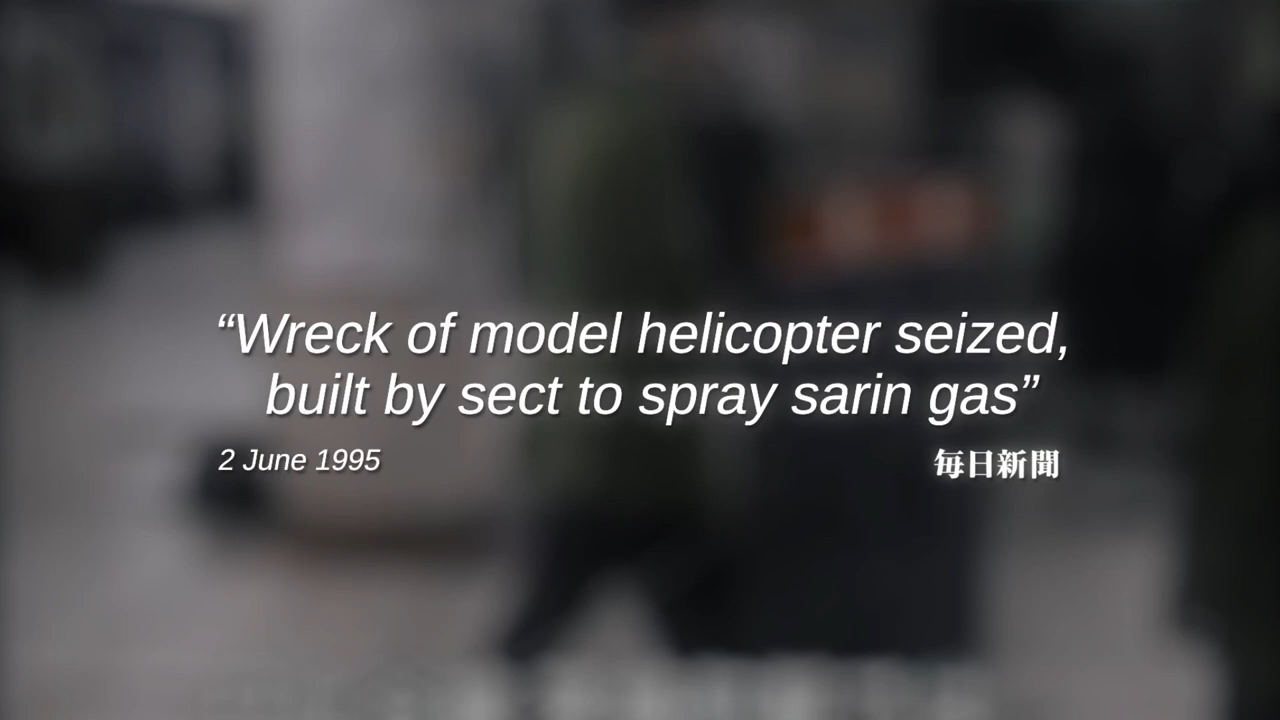 “Wreck of model helicopter seized,
built by sect to spray sarin gas”
2 June 1995
毎日新聞